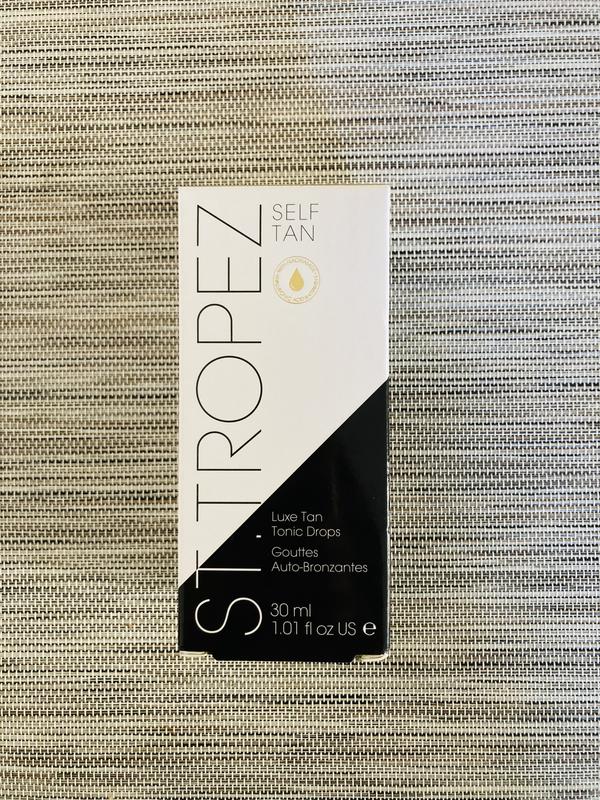 ST.TROPEZ
SELF
TAN
Luxe Tan
Tonic Drops
Gouttes
Auto-Bronzantes
30 ml
1.01 fl oz US ℮